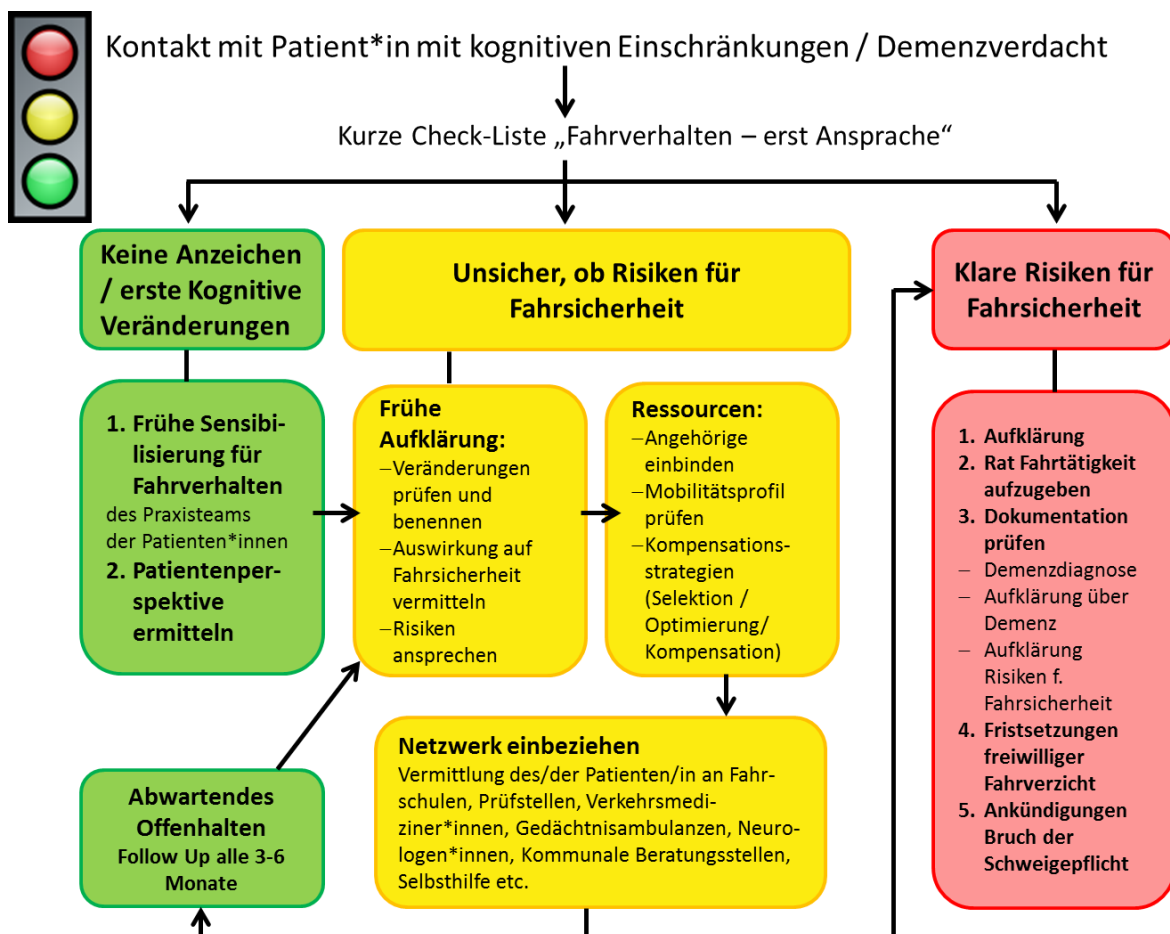 Kontakt mit Patient*in mit kognitiven Einschränkungen / Demenzverdacht
Kurze Check-Liste „Fahrverhalten – erst Ansprache“
Keine Anzeichen
/ erste Kognitive
Veränderungen
Unsicher, ob Risiken für
Fahrsicherheit
Klare Risiken für
Fahrsicherheit
1. Frühe Sensibi-
lisierung für
Fahrverhalten
des Praxisteams
der Patienten*innen
2. Patientenper-
spektive
ermitteln
Frühe
Aufklärung:
–Veränderungen
prüfen und
benennen
–Auswirkung auf
Fahrsicherheit
vermitteln
–Risiken
ansprechen
Ressourcen:
–Angehörige
einbinden
–Mobilitätsprofil
prüfen
–Kompensations-
strategien
(Selektion /
Optimierung/
Kompensation)
1. Aufklärung
2. Rat Fahrtätigkeit
aufzugeben
3. Dokumentation
prüfen
– Demenzdiagnose
– Aufklärung über
Demenz
– Aufklärung
Risiken f.
Fahrsicherheit
4. Fristsetzungen
freiwilliger
Fahrverzicht
5. Ankündigungen
Bruch der
Schweigepflicht
Abwartendes
Offenhalten
Follow Up alle 3-6
Monate
Netzwerk einbeziehen
Vermittlung des/der Patienten/in an Fahr-
schulen, Prüfstellen, Verkehrsmedi-
ziner*innen, Gedächtnisambulanzen, Neuro-
logen*innen, Kommunale Beratungsstellen,
Selbsthilfe etc.